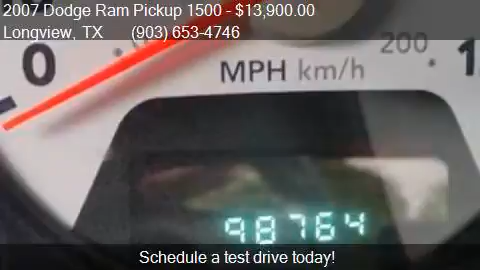 2007 Dodge Ram Pickup 1500 - $13,900.00
Longview, TX (903) 653-4746
0 200
MPH km/h
98764
Schedule a test drive today!